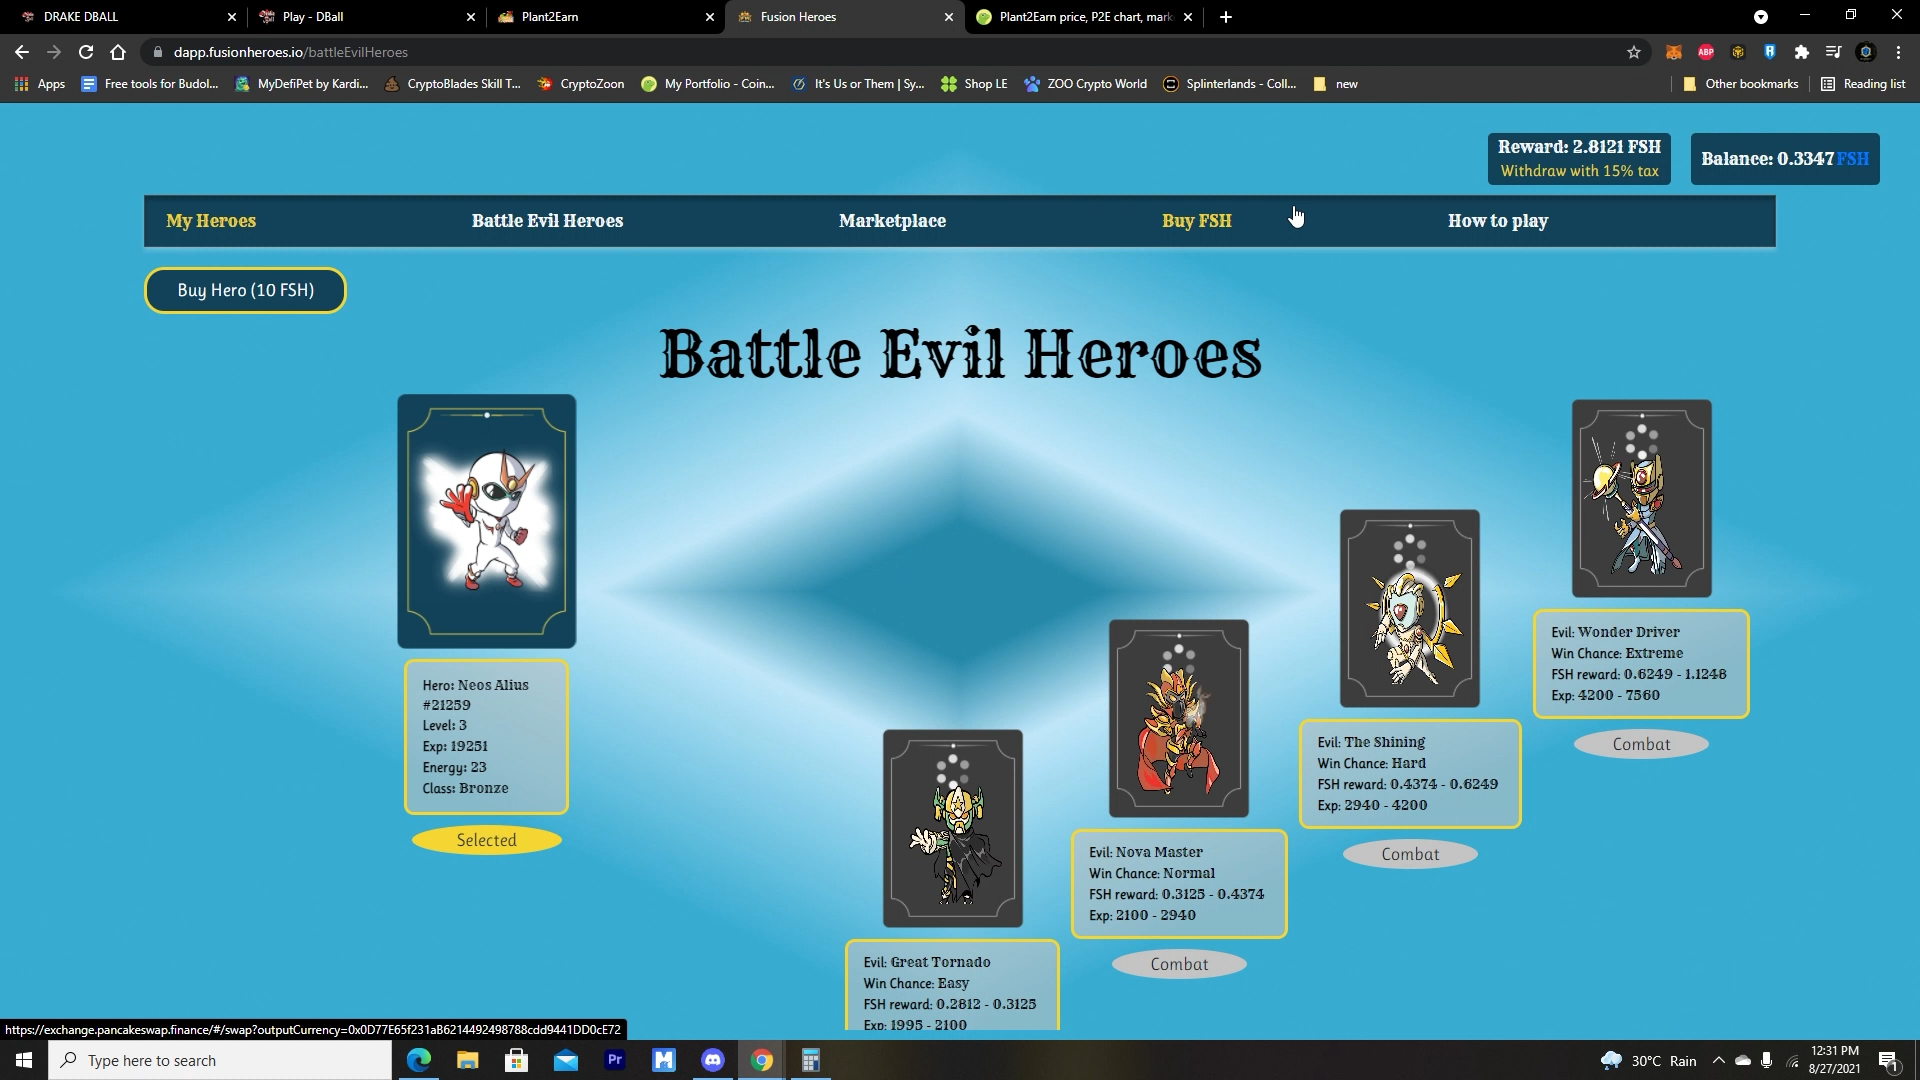 DRAKE DBALL
Play - DBall
Plant2Earn
Fusion Heroes
Plant2Earn price, P2E chart, mark
dapp.fusionheroes.io/battleEvilHeroes
ABP
Apps
Free tools for Budol...
MyDefiPet by Kardi...
CryptoBlades Skill T...
CryptoZoon
My Portfolio - Coin...
It's Us or Them | Sy...
Shop LE
ZOO Crypto World
Splinterlands - Coll...
new
Other bookmarks
Reading list
Reward: 2.8121 FSH
Withdraw with 15% tax
Balance: 0.3347 FSH
My Heroes
Battle Evil Heroes
Marketplace
Buy FSH
How to play
Buy Hero (10 FSH)
Battle Evil Heroes
Hero: Neos Alius
#21259
Level: 3
Exp: 19251
Energy: 23
Class: Bronze
Selected
Evil: Great Tornado
Win Chance: Easy
FSH reward: 0.2812 - 0.3125
Exp: 1995 - 2100
Evil: Nova Master
Win Chance: Normal
FSH reward: 0.3125 - 0.4374
Exp: 2100 - 2940
Combat
Evil: The Shining
Win Chance: Hard
FSH reward: 0.4374 - 0.6249
Exp: 2940 - 4200
Combat
Evil: Wonder Driver
Win Chance: Extreme
FSH reward: 0.6249 - 1.1248
Exp: 4200 - 7560
Combat
https://exchange.pancakeswap.finance/#/swap?outputCurrency=0x0D77E65f231aB6214492498788cdd9441DD0cE72
Type here to search
Pr
30°C Rain
12:31 PM
8/27/2021
1